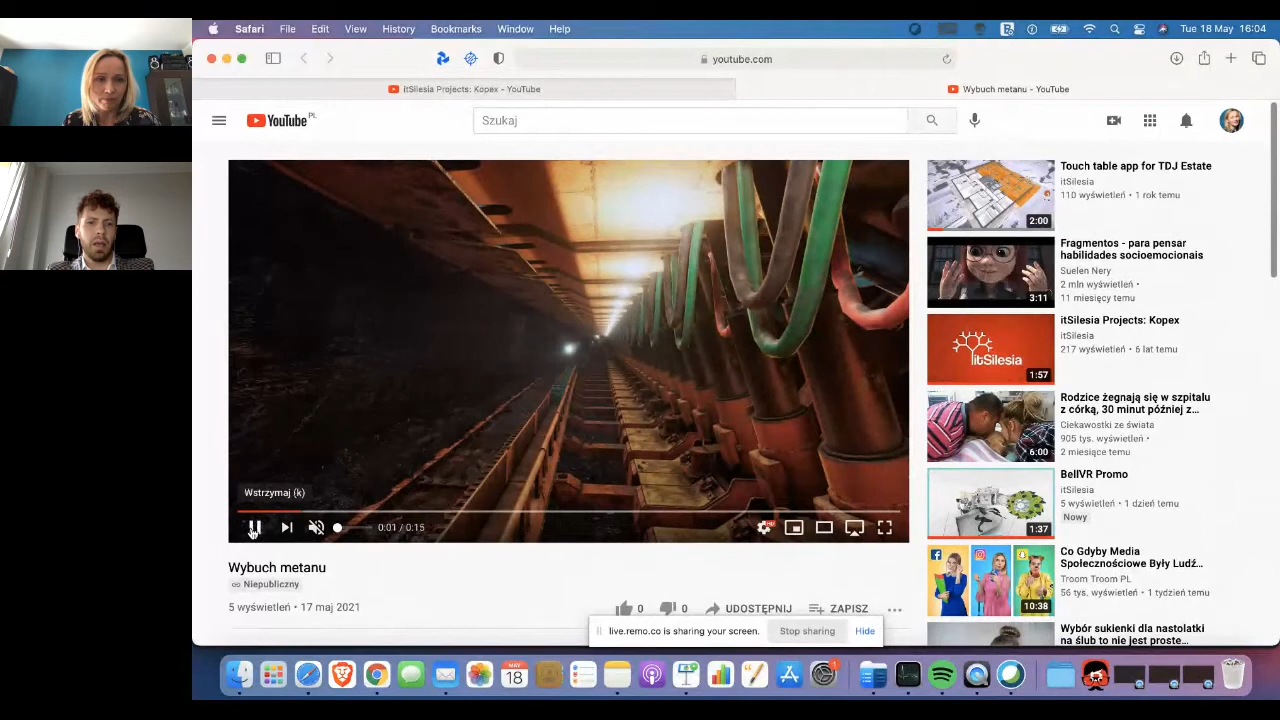 Safari File Edit View History Bookmarks Window Help Tue 18 May 16:04
youtube.com
itSilesia Projects: Kopex - YouTube
Wybuch metanu - YouTube
YouTube PL
Szukaj
Wstrzymaj (k)
0:01 / 0:15
HD
Wybuch metanu
Niepubliczny
5 wyświetleń • 17 maj 2021
0 0 UDOSTĘPNIJ ZAPISZ
live.remo.co is sharing your screen. Stop sharing Hide
2:00
Touch table app for TDJ Estate
itSilesia
110 wyświetleń • 1 rok temu
3:11
Fragmentos - para pensar
habilidades socioemocionais
Suelen Nery
2 mln wyświetleń •
11 miesięcy temu
itSilesia
1:57
itSilesia Projects: Kopex
itSilesia
217 wyświetleń • 6 lat temu
6:00
Rodzice żegnają się w szpitalu
z córką, 30 minut później z...
Ciekawostki ze świata
905 tys. wyświetleń •
2 miesiące temu
1:37
BellVR Promo
itSilesia
5 wyświetleń • 1 dzień temu
Nowy
10:38
Co Gdyby Media
Społecznościowe Były Ludź...
Troom Troom PL
56 tys. wyświetleń • 1 tydzień temu
Wybór sukienki dla nastolatki
na ślub to nie jest proste...
MAY
18
1